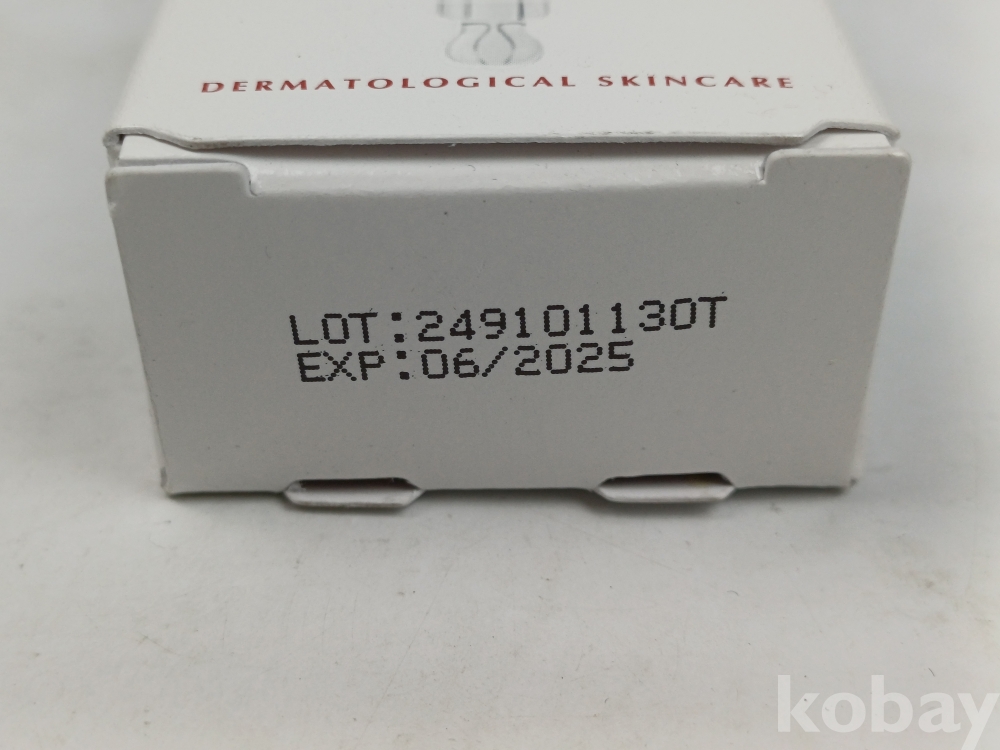 DERMATOLOGICAL SKINCARE
LOT:249101130T
EXP:06/2025
kobay